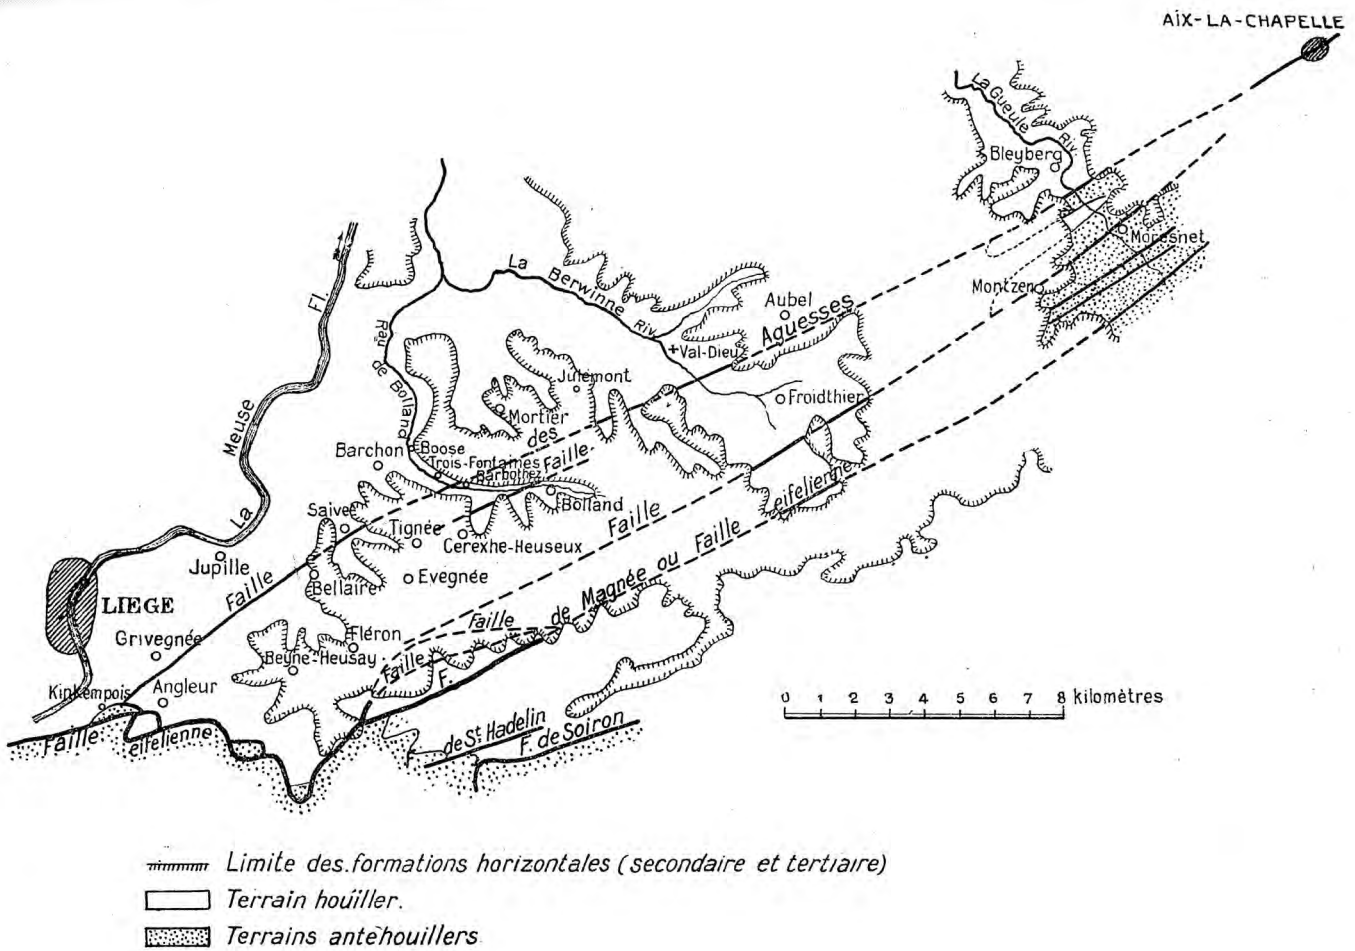 AIX-LA-CHAPELLE
La Gueule Riv.
Bleyberg
Moresnet
Montzen
La Berwinne Riv.
Aubel
Val-Dieu
Froidthier
Faille des Aguesses
La Meuse Fl.
Rau de Bolland
Julémont
Mortier
Barchon
Boose
Trois-Fontaines
Barbothez
Faille
Bolland
Saive
Tignée
Cerexhe-Heuseux
Faille
Jupille
Bellaire
Evegnée
LIEGE
Grivegnée
Fléron
Beyne-Heusay
Faille
Faille
F.
de Magnée ou Faille eifelienne
Kinkempois
Angleur
Faille eifelienne
de St Hadelin
F. de Soiron
0 1 2 3 4 5 6 7 8 kilomètres
Limite des.formations horizontales (secondaire et tertiaire)
Terrain houiller.
Terrains antéhouillers